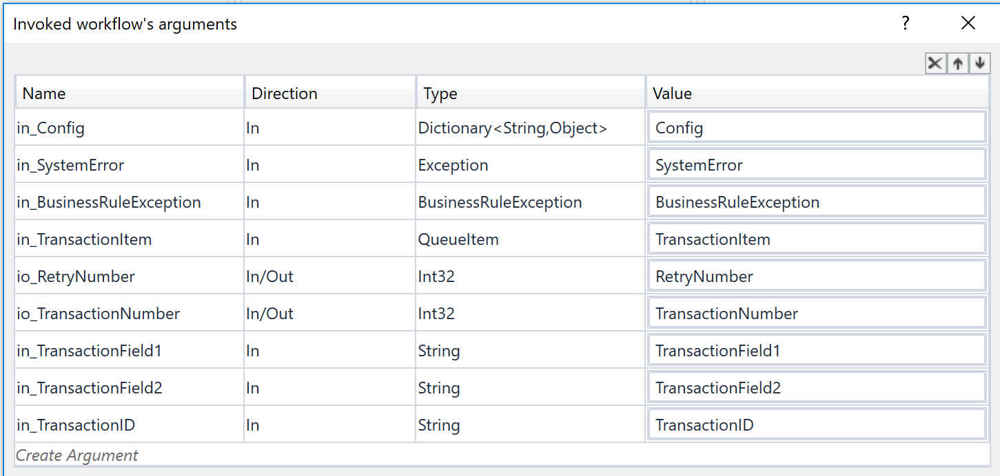 Invoked workflow's arguments ?
Name Direction Type Value
in_Config In Dictionary<String,Object> Config
in_SystemError In Exception SystemError
in_BusinessRuleException In BusinessRuleException BusinessRuleException
in_TransactionItem In QueueItem TransactionItem
io_RetryNumber In/Out Int32 RetryNumber
io_TransactionNumber In/Out Int32 TransactionNumber
in_TransactionField1 In String TransactionField1
in_TransactionField2 In String TransactionField2
in_TransactionID In String TransactionID
Create Argument